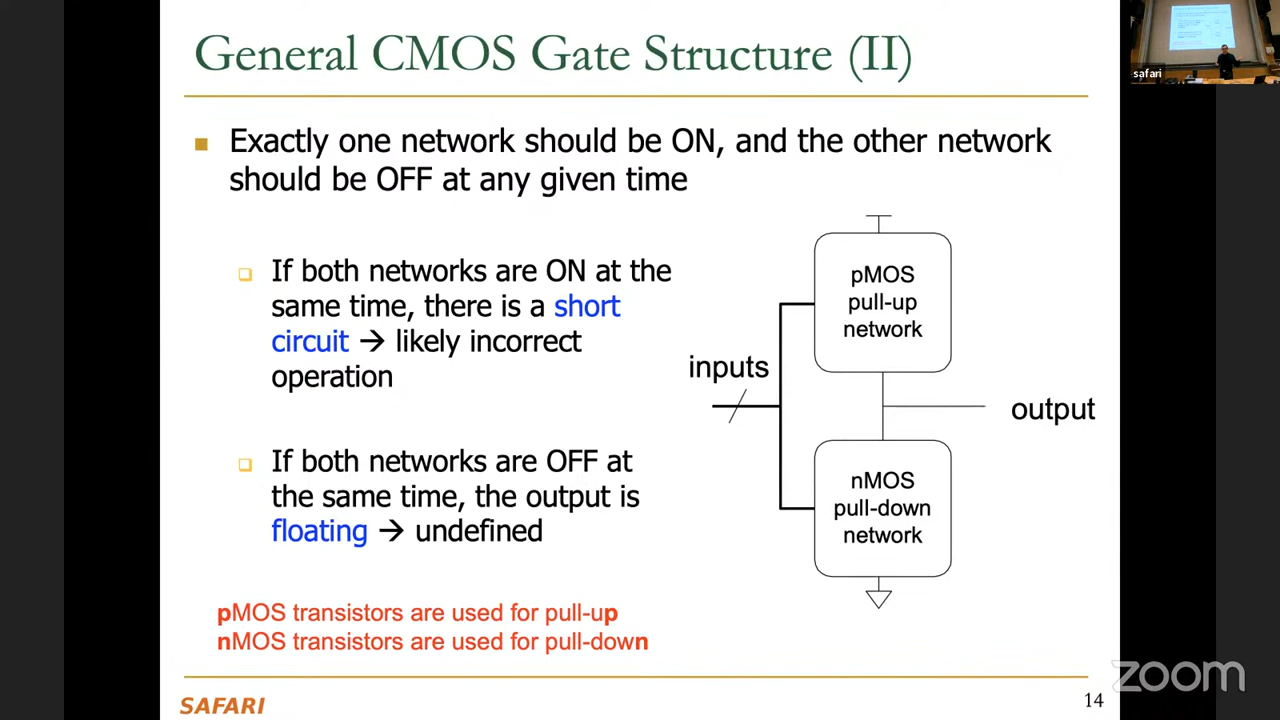 General CMOS Gate Structure (II)
Exactly one network should be ON, and the other network
should be OFF at any given time
If both networks are ON at the
same time, there is a short
circuit → likely incorrect
operation
If both networks are OFF at
the same time, the output is
floating → undefined
pMOS
pull-up
network
inputs
output
nMOS
pull-down
network
pMOS transistors are used for pull-up
nMOS transistors are used for pull-down
SAFARI
14
safari
zoom